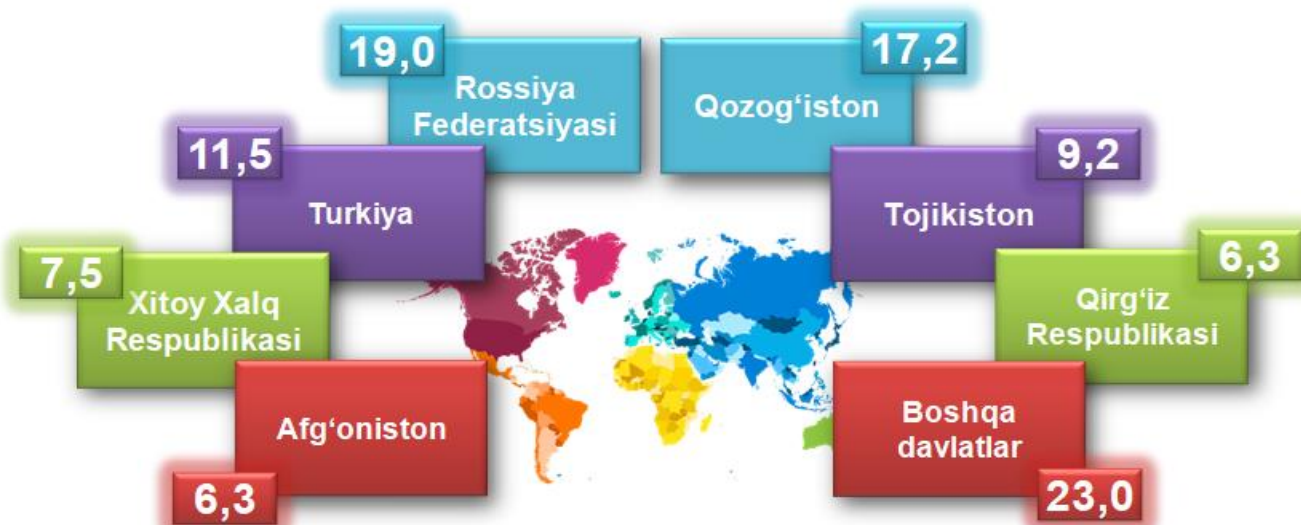 19,0
Rossiya
Federatsiyasi
17,2
Qozog‘iston
11,5
Turkiya
9,2
Tojikiston
7,5
Xitoy Xalq
Respublikasi
6,3
Qirg‘iz
Respublikasi
Afg‘oniston
6,3
Boshqa
davlatlar
23,0